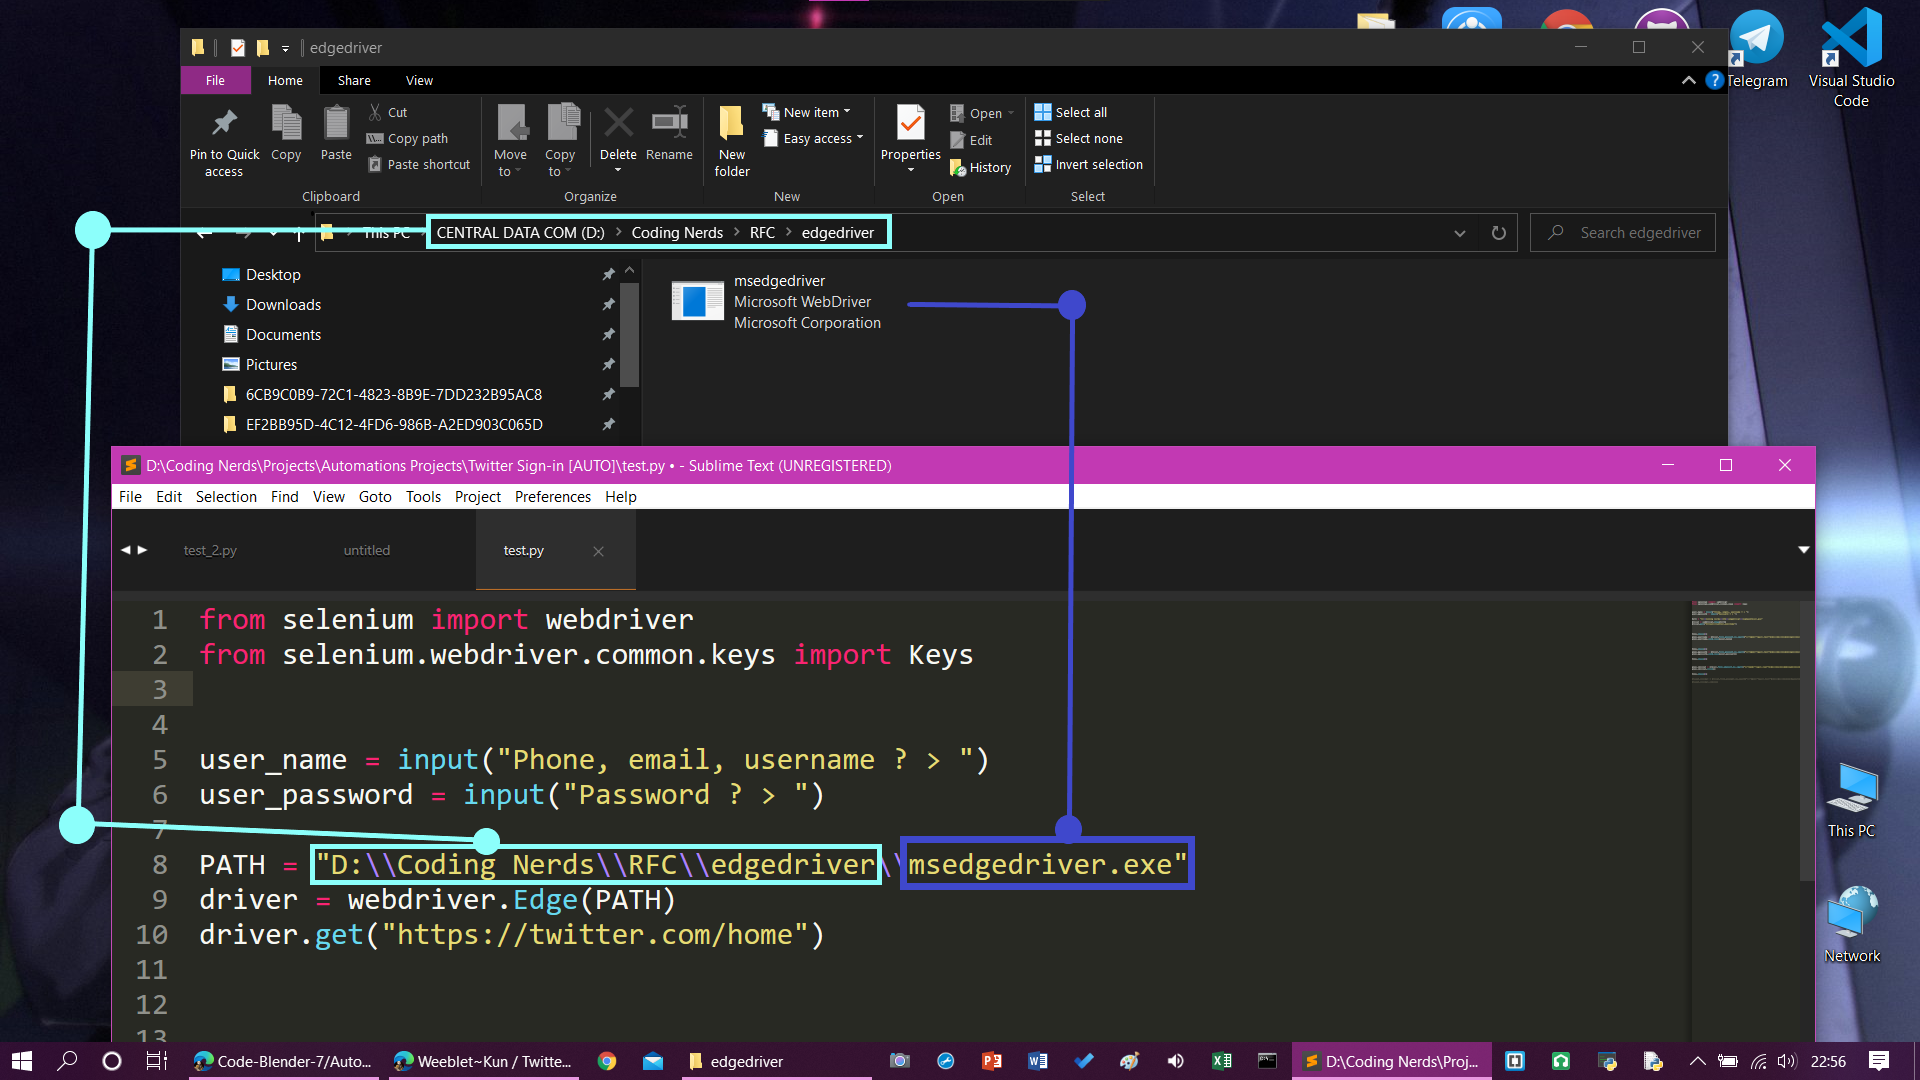 edgedriver
File Home Share View
Telegram
Visual Studio Code
Pin to Quick access
Copy
Paste
Cut
Copy path
Paste shortcut
Clipboard
Move to
Copy to
Delete
Rename
Organize
New folder
New item
Easy access
New
Properties
Open
Edit
History
Open
Select all
Select none
Invert selection
Select
This PC CENTRAL DATA COM (D:) > Coding Nerds > RFC > edgedriver
Search edgedriver
Desktop
Downloads
Documents
Pictures
6CB9C0B9-72C1-4823-8B9E-7DD232B95AC8
EF2BB95D-4C12-4FD6-986B-A2ED903C065D
msedgedriver
Microsoft WebDriver
Microsoft Corporation
D:\Coding Nerds\Projects\Automations Projects\Twitter Sign-in [AUTO]\test.py • - Sublime Text (UNREGISTERED)
File Edit Selection Find View Goto Tools Project Preferences Help
test_2.py untitled test.py
1 from selenium import webdriver
2 from selenium.webdriver.common.keys import Keys
3
4
5 user_name = input("Phone, email, username ? > ")
6 user_password = input("Password ? > ")
7
8 PATH = "D:\\Coding Nerds\\RFC\\edgedriver\\msedgedriver.exe"
9 driver = webdriver.Edge(PATH)
10 driver.get("https://twitter.com/home")
11
12
13
This PC
Network
Code-Blender-7/Auto...
Weeblet~Kun / Twitte...
edgedriver
D:\Coding Nerds\Proj...
22:56